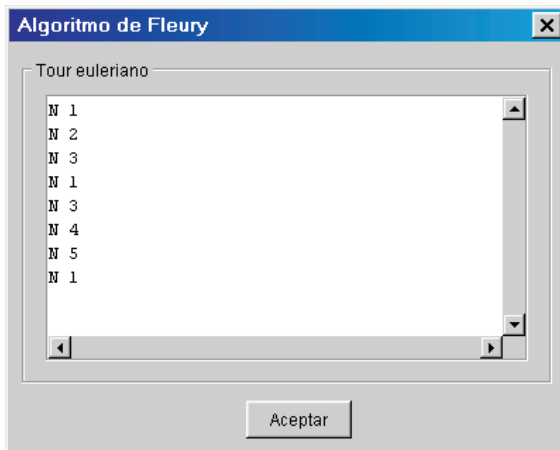 Algoritmo de Fleury
Tour euleriano
N 1
N 2
N 3
N 1
N 3
N 4
N 5
N 1
Aceptar